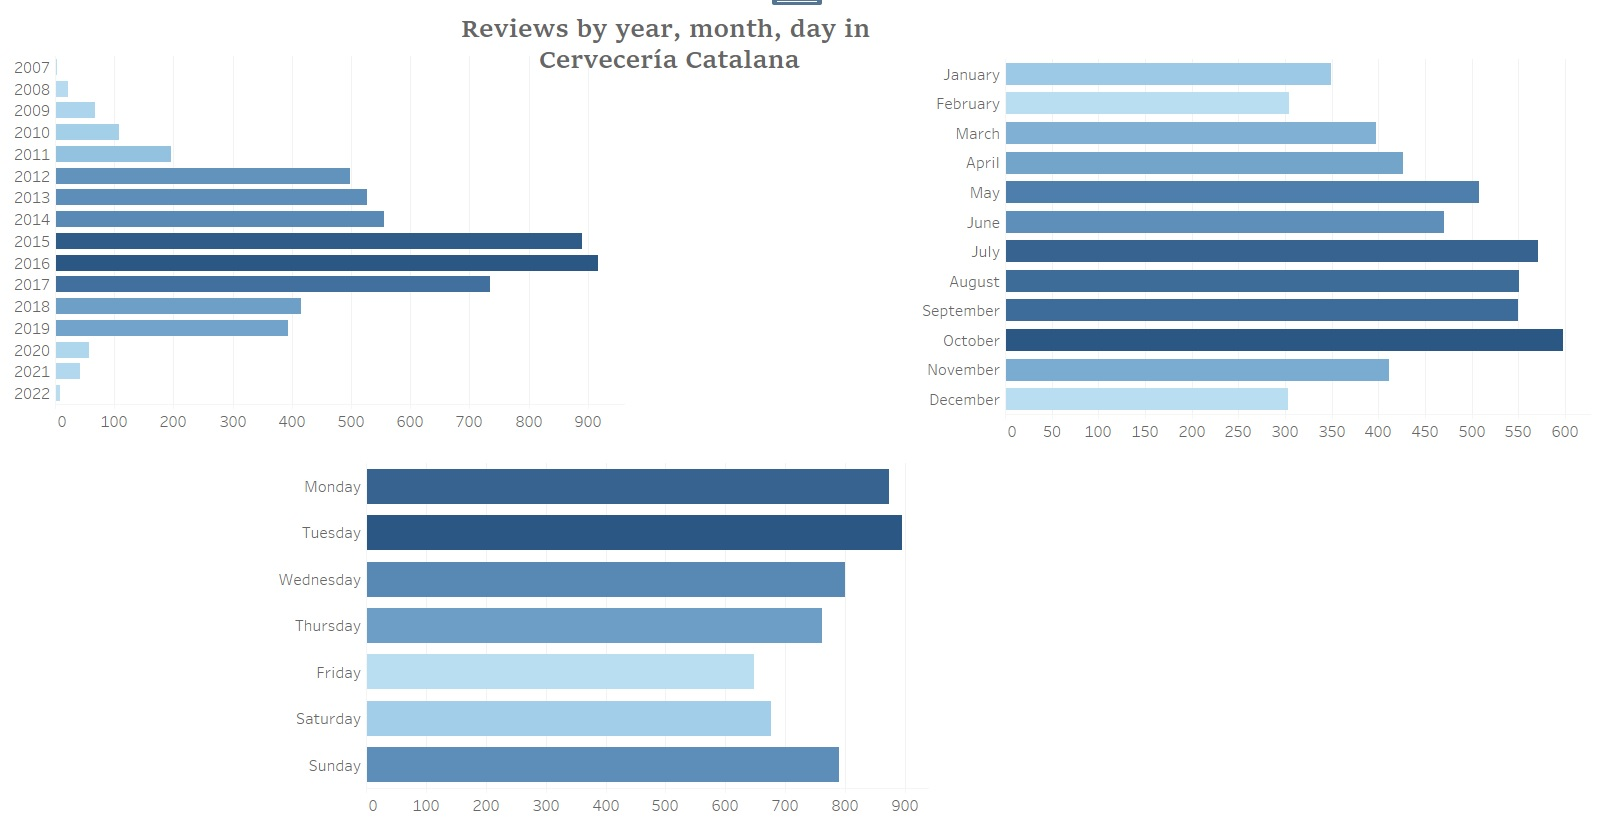 Reviews by year, month, day in
Cervecería Catalana
2007
2008
2009
2010
2011
2012
2013
2014
2015
2016
2017
2018
2019
2020
2021
2022
0 100 200 300 400 500 600 700 800 900
January
February
March
April
May
June
July
August
September
October
November
December
0 50 100 150 200 250 300 350 400 450 500 550 600
Monday
Tuesday
Wednesday
Thursday
Friday
Saturday
Sunday
0 100 200 300 400 500 600 700 800 900